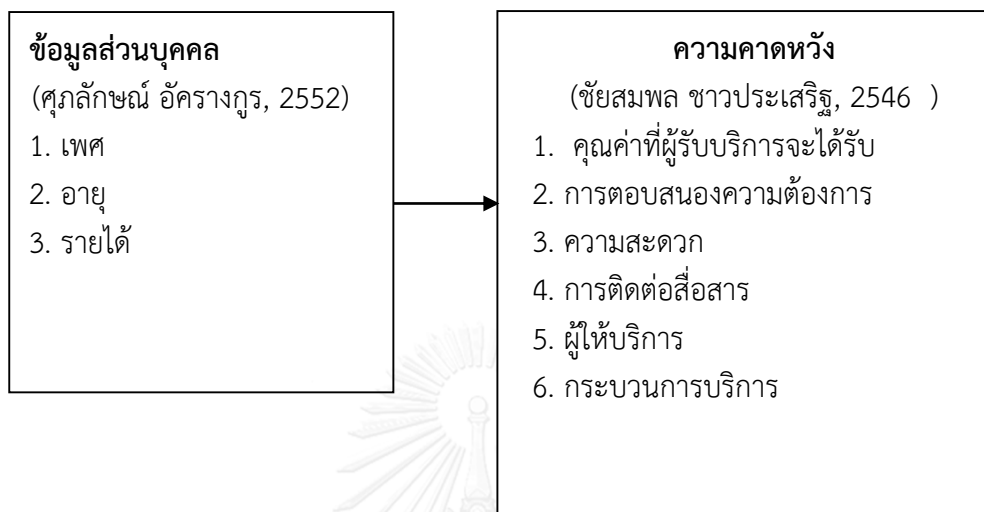 ข้อมูลส่วนบุคคล
(ศุภลักษณ์ อัครางกูร, 2552)
1. เพศ
2. อายุ
3. รายได้
ความคาดหวัง
(ชัยสมพล ชาวประเสริฐ, 2546 )
1. คุณค่าที่ผู้รับบริการจะได้รับ
2. การตอบสนองความต้องการ
3. ความสะดวก
4. การติดต่อสื่อสาร
5. ผู้ให้บริการ
6. กระบวนการบริการ